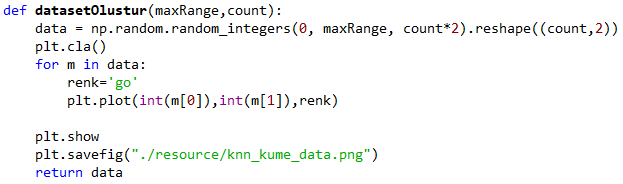 def datasetOlustur(maxRange,count):
    data = np.random.random_integers(0, maxRange, count*2).reshape((count,2))
    plt.cla()
    for m in data:
        renk='go'
        plt.plot(int(m[0]),int(m[1]),renk)
    plt.show
    plt.savefig("./resource/knn_kume_data.png")
    return data